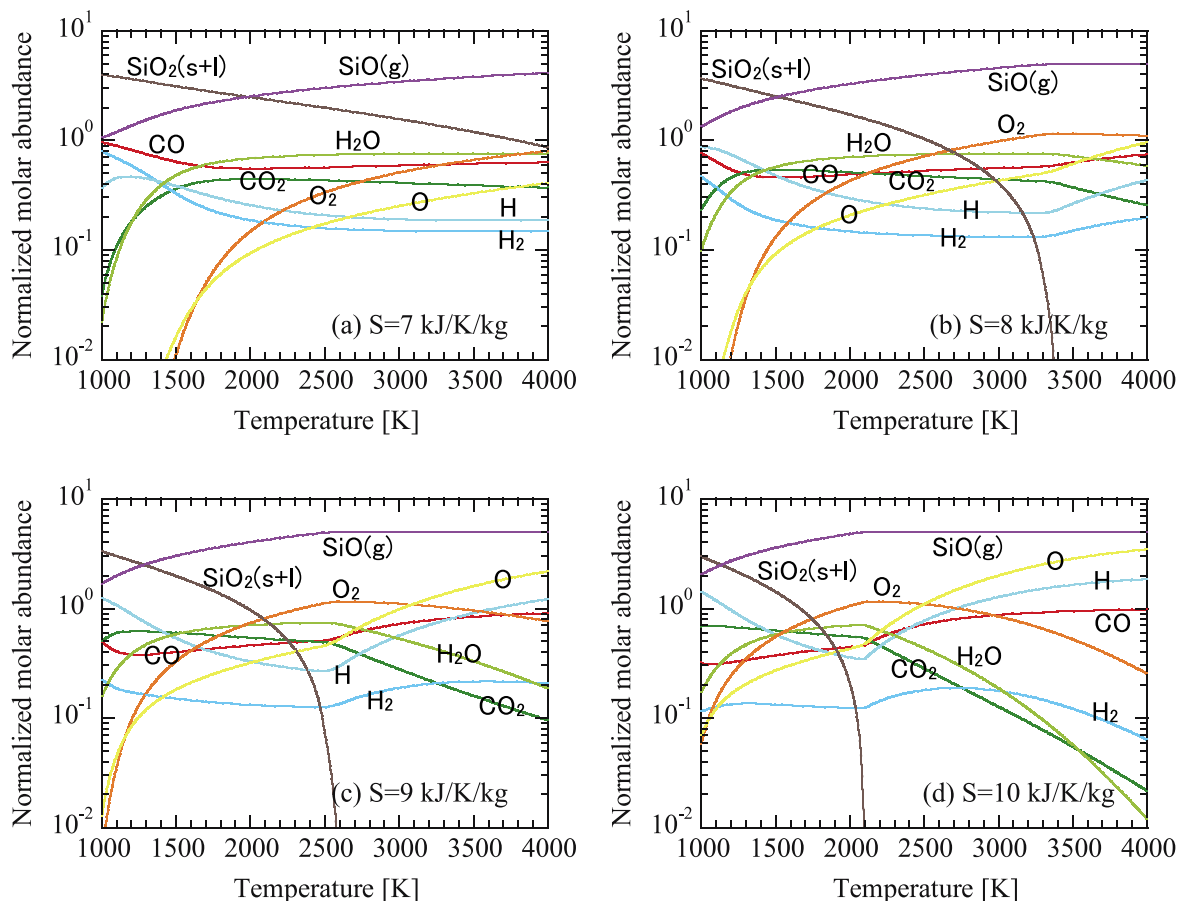 10¹
10⁰
10⁻¹
10⁻²
Normalized molar abundance
SiO₂(s+l)
SiO(g)
CO
H₂O
CO₂
O₂
O
H
H₂
(a) S=7 kJ/K/kg
1000 1500 2000 2500 3000 3500 4000
Temperature [K]
10¹
10⁰
10⁻¹
10⁻²
Normalized molar abundance
SiO₂(s+l)
SiO(g)
O₂
H₂O
CO
CO₂
O
H
H₂
(b) S=8 kJ/K/kg
1000 1500 2000 2500 3000 3500 4000
Temperature [K]
10¹
10⁰
10⁻¹
10⁻²
Normalized molar abundance
SiO(g)
SiO₂(s+l)
O₂
O
CO
H₂O
H
H₂
CO₂
(c) S=9 kJ/K/kg
1000 1500 2000 2500 3000 3500 4000
Temperature [K]
10¹
10⁰
10⁻¹
10⁻²
Normalized molar abundance
SiO(g)
SiO₂(s+l)
O₂
O
H
CO
H₂O
CO₂
H₂
(d) S=10 kJ/K/kg
1000 1500 2000 2500 3000 3500 4000
Temperature [K]